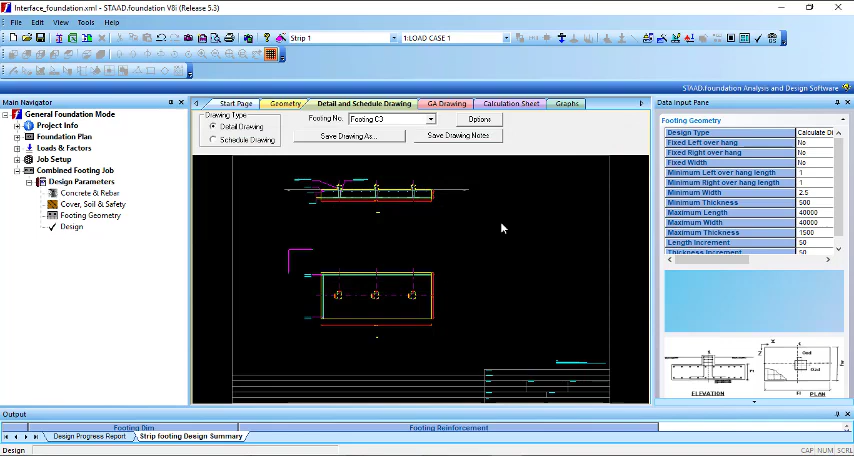 Interface_foundation.xml - STAAD.foundation V8i (Release 5.3)
File Edit View Tools Help
Strip 1
1:LOAD CASE 1
STAAD.foundation Analysis and Design Software
Main Navigator
General Foundation Mode
Project Info
Foundation Plan
Loads & Factors
Job Setup
Combined Footing Job
Design Parameters
Concrete & Rebar
Cover, Soil & Safety
Footing Geometry
Design
Start Page
Geometry
Detail and Schedule Drawing
GA Drawing
Calculation Sheet
Graphs
Drawing Type
Detail Drawing
Schedule Drawing
Footing No.
Footing C3
Options
Save Drawing As...
Save Drawing Notes
Data Input Pane
Footing Geometry
Design Type Calculate Di
Fixed Left over hang No
Fixed Right over hang No
Fixed Width No
Minimum Left over hang length 1
Minimum Right over hang length 1
Minimum Width 2.5
Minimum Thickness 500
Maximum Length 40000
Maximum Width 40000
Maximum Thickness 1500
Length Increment 50
Thickness Increment 50
ELEVATION
PLAN
Output
Footing Dim
Footing Reinforcement
Design Progress Report
Strip footing Design Summary
Design
CAP NUM SCRL